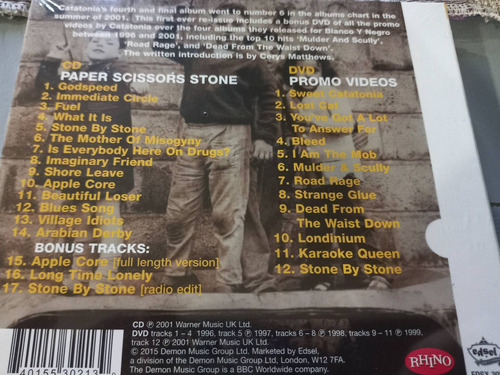 Catatonia's fourth and final album went to number 6 in the albums chart in the
summer of 2001. This first ever re-issue includes a bonus DVD of all the promo
videos by Catatonia over the four albums they released for Blanco Y Negro
between 1996 and 2001, including the top 10 hits 'Mulder And Scully',
'Road Rage', and 'Dead From The Waist Down'.
The written introduction is by Cerys Matthews.
CD
PAPER SCISSORS STONE
1. Godspeed
2. Immediate Circle
3. Fuel
4. What It Is
5. Stone By Stone
6. The Mother Of Misogyny
7. Is Everybody Here On Drugs?
8. Imaginary Friend
9. Shore Leave
10. Apple Core
11. Beautiful Loser
12. Blues Song
13. Village Idiots
14. Arabian Derby
BONUS TRACKS:
15. Apple Core [full length version]
16. Long Time Lonely
17. Stone By Stone [radio edit]
DVD
PROMO VIDEOS
1. Sweet Catatonia
2. Lost Cat
3. You've Got A Lot
To Answer For
4. Bleed
5. I Am The Mob
6. Mulder & Scully
7. Road Rage
8. Strange Glue
9. Dead From
The Waist Down
10. Londinium
11. Karaoke Queen
12. Stone By Stone
CD ℗ 2001 Warner Music UK Ltd.
DVD tracks 1 – 4 1996, track 5 ℗ 1997, tracks 6 – 8 ℗ 1998, tracks 9 – 11 ℗ 1999,
track 12 ℗ 2001 Warner Music UK Ltd.
© 2015 Demon Music Group Ltd. Marketed by Edsel,
a division of the Demon Music Group Ltd, London, W12 7FA.
The Demon Music Group is a BBC Worldwide company.
40155 30213
RHINO
edsel